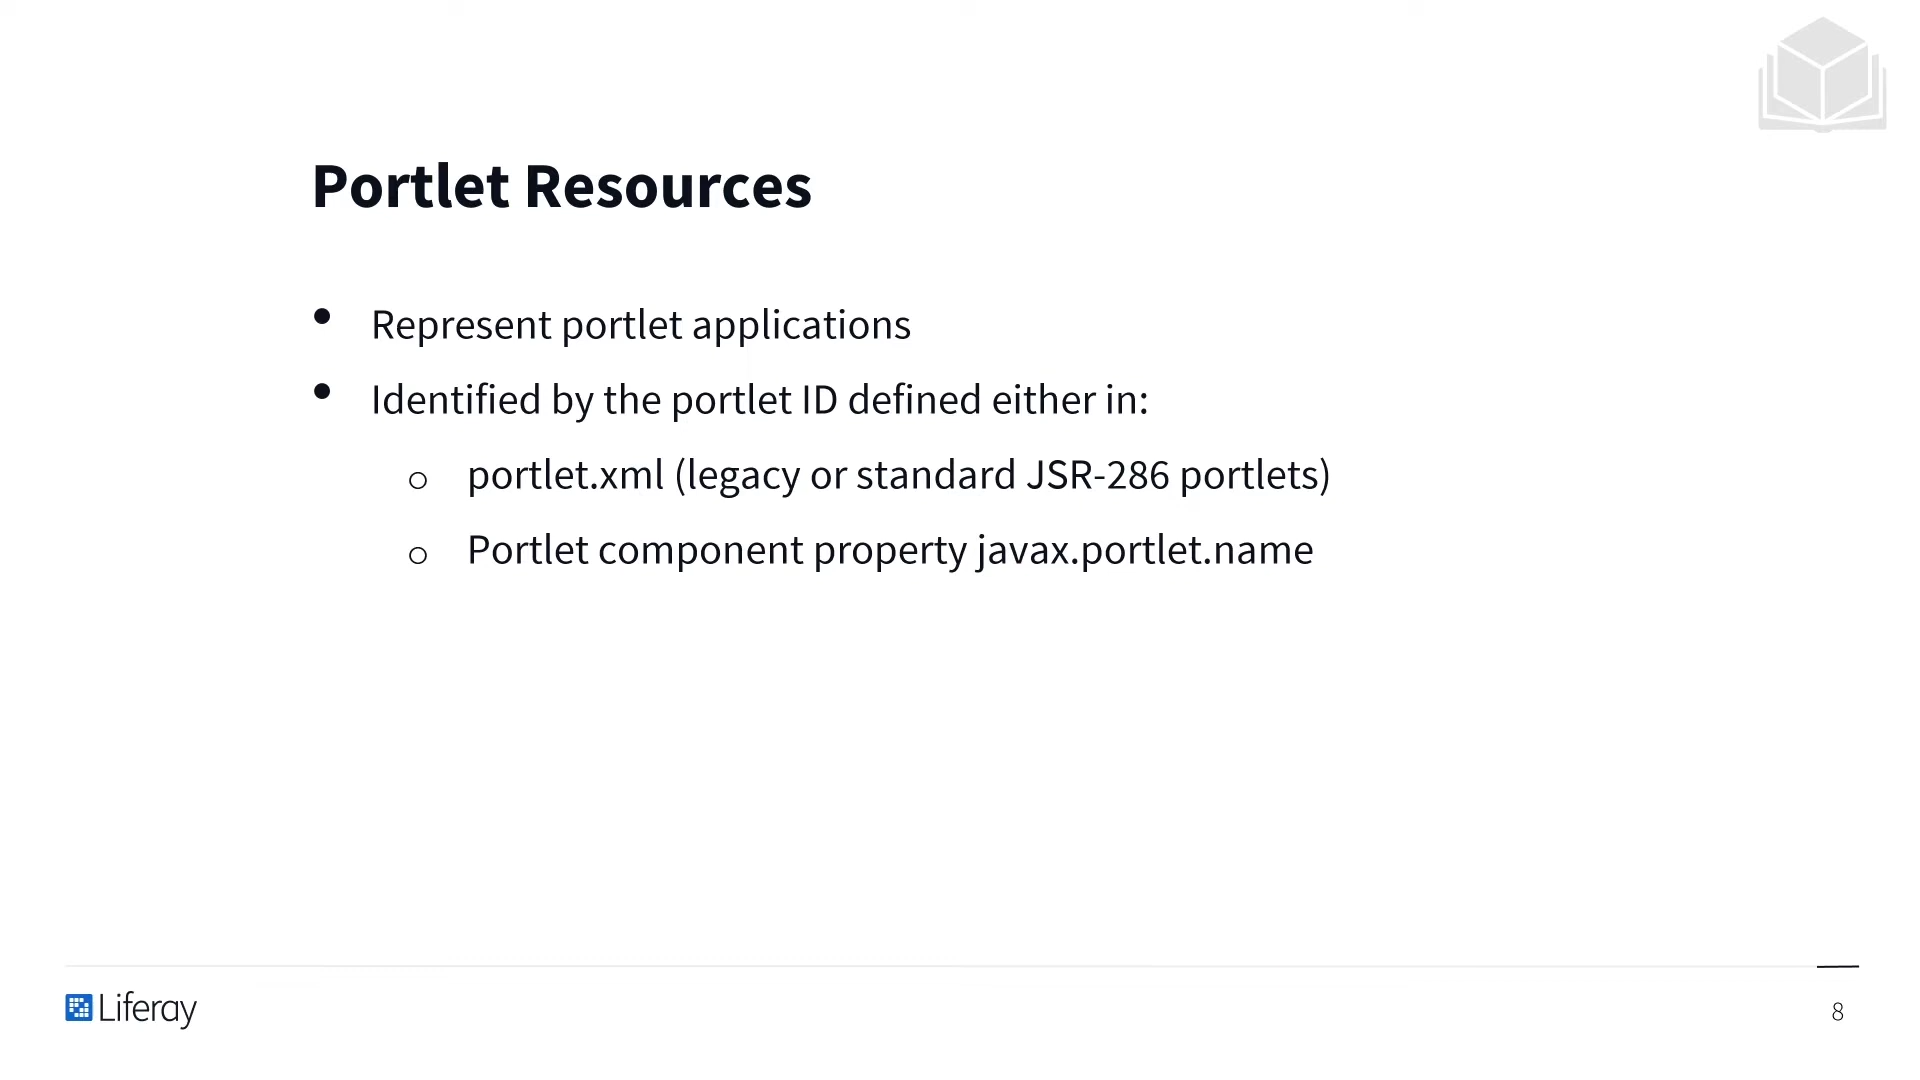 Portlet Resources
• Represent portlet applications
• Identified by the portlet ID defined either in:
o portlet.xml (legacy or standard JSR-286 portlets)
o Portlet component property javax.portlet.name
Liferay
8